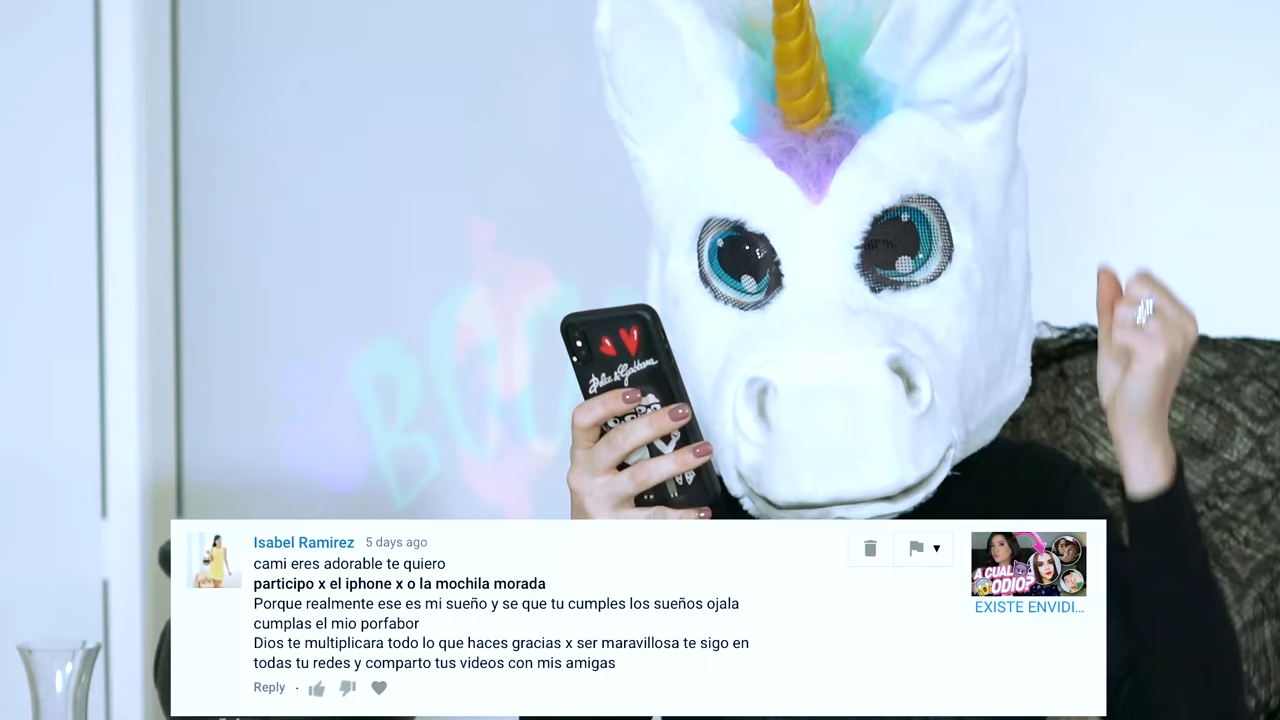 Dolce & Gabbana
Isabel Ramirez 5 days ago
cami eres adorable te quiero
participo x el iphone x o la mochila morada
Porque realmente ese es mi sueño y se que tu cumples los sueños ojala
cumplas el mio porfabor
Dios te multiplicara todo lo que haces gracias x ser maravillosa te sigo en
todas tu redes y comparto tus videos con mis amigas
Reply ·
A CUAL
ODIO?
EXISTE ENVIDI...